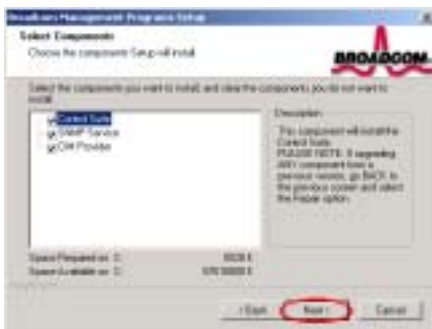 Broadcom Management Programs Setup
Select Components
Choose the components Setup will install.
BROADCOM
Select the components you want to install, and clear the components you do not want to
install.
Control Suite
SNMP Service
CIM Provider
Description
This component will install the
Control Suite.
PLEASE NOTE: If upgrading
ANY component from a
previous version, go BACK to
the previous screen and select
the Repair option.
Space Required on C:
Space Available on C:
< Back
Next >
Cancel